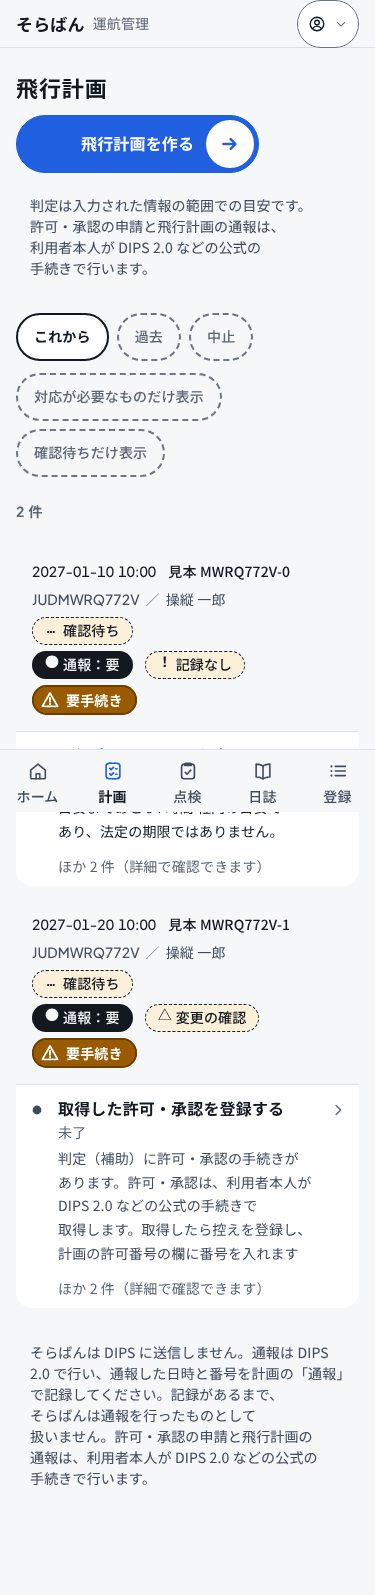 そらばん 運航管理
飛行計画
飛行計画を作る
判定は入力された情報の範囲での目安です。
許可・承認の申請と飛行計画の通報は、
利用者本人が DIPS 2.0 などの公式の
手続きで行います。
これから 過去 中止
対応が必要なものだけ表示
確認待ちだけ表示
2 件
2027-01-10 10:00 見本 MWRQ772V-0
JUDMWRQ772V ／ 操縦 一郎
確認待ち
通報：要 記録なし
要手続き
ホーム 計画 点検 日誌 登録
あり、法定の期限ではありません。
ほか 2 件（詳細で確認できます）
2027-01-20 10:00 見本 MWRQ772V-1
JUDMWRQ772V ／ 操縦 一郎
確認待ち
通報：要 変更の確認
要手続き
取得した許可・承認を登録する
未了
判定（補助）に許可・承認の手続きが
あります。許可・承認は、利用者本人が
DIPS 2.0 などの公式の手続きで
取得します。取得したら控えを登録し、
計画の許可番号の欄に番号を入れます
ほか 2 件（詳細で確認できます）
そらばんは DIPS に送信しません。通報は DIPS
2.0 で行い、通報した日時と番号を計画の「通報」
で記録してください。記録があるまで、
そらばんは通報を行ったものとして
扱いません。許可・承認の申請と飛行計画の
通報は、利用者本人が DIPS 2.0 などの公式の
手続きで行います。